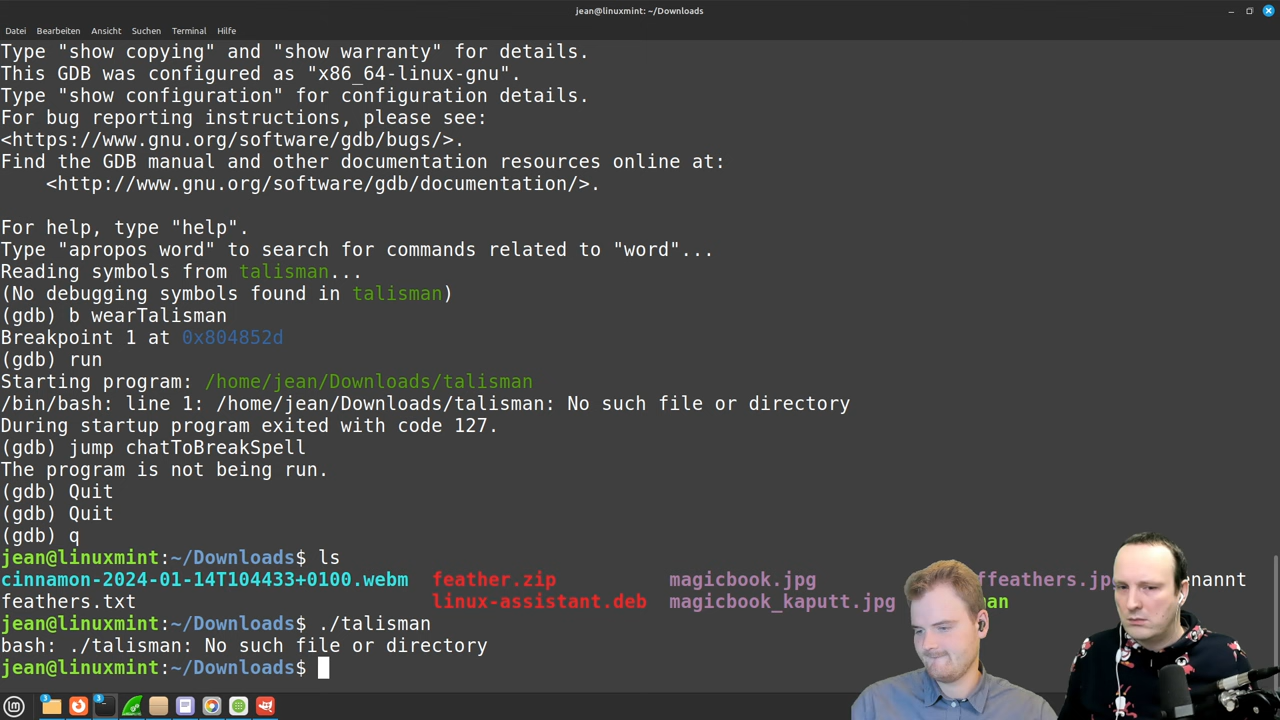 jean@linuxmint: ~/Downloads
Datei Bearbeiten Ansicht Suchen Terminal Hilfe
Type "show copying" and "show warranty" for details.
This GDB was configured as "x86_64-linux-gnu".
Type "show configuration" for configuration details.
For bug reporting instructions, please see:
<https://www.gnu.org/software/gdb/bugs/>.
Find the GDB manual and other documentation resources online at:
<http://www.gnu.org/software/gdb/documentation/>.
For help, type "help".
Type "apropos word" to search for commands related to "word"...
Reading symbols from talisman...
(No debugging symbols found in talisman)
(gdb) b wearTalisman
Breakpoint 1 at 0x804852d
(gdb) run
Starting program: /home/jean/Downloads/talisman
/bin/bash: line 1: /home/jean/Downloads/talisman: No such file or directory
During startup program exited with code 127.
(gdb) jump chatToBreakSpell
The program is not being run.
(gdb) Quit
(gdb) Quit
(gdb) q
jean@linuxmint:~/Downloads$ ls
cinnamon-2024-01-14T104433+0100.webm feather.zip magicbook.jpg
feathers.txt linux-assistant.deb magicbook_kaputt.jpg
jean@linuxmint:~/Downloads$ ./talisman
bash: ./talisman: No such file or directory
jean@linuxmint:~/Downloads$
3
3